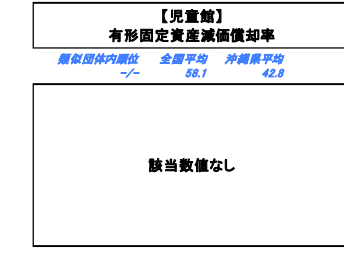 【児童館】
有形固定資産減価償却率
類似団体内順位 全国平均 沖縄県平均
-/- 58.1 42.8
該当数値なし